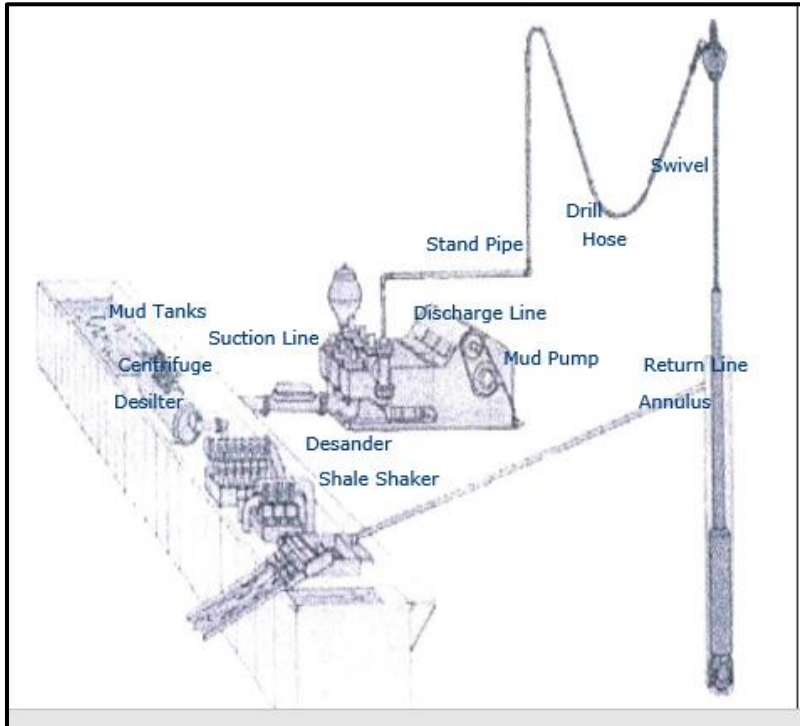 Swivel
Drill
Hose
Stand Pipe
Mud Tanks
Discharge Line
Suction Line
Mud Pump
Centrifuge
Return Line
Desilter
Annulus
Desander
Shale Shaker